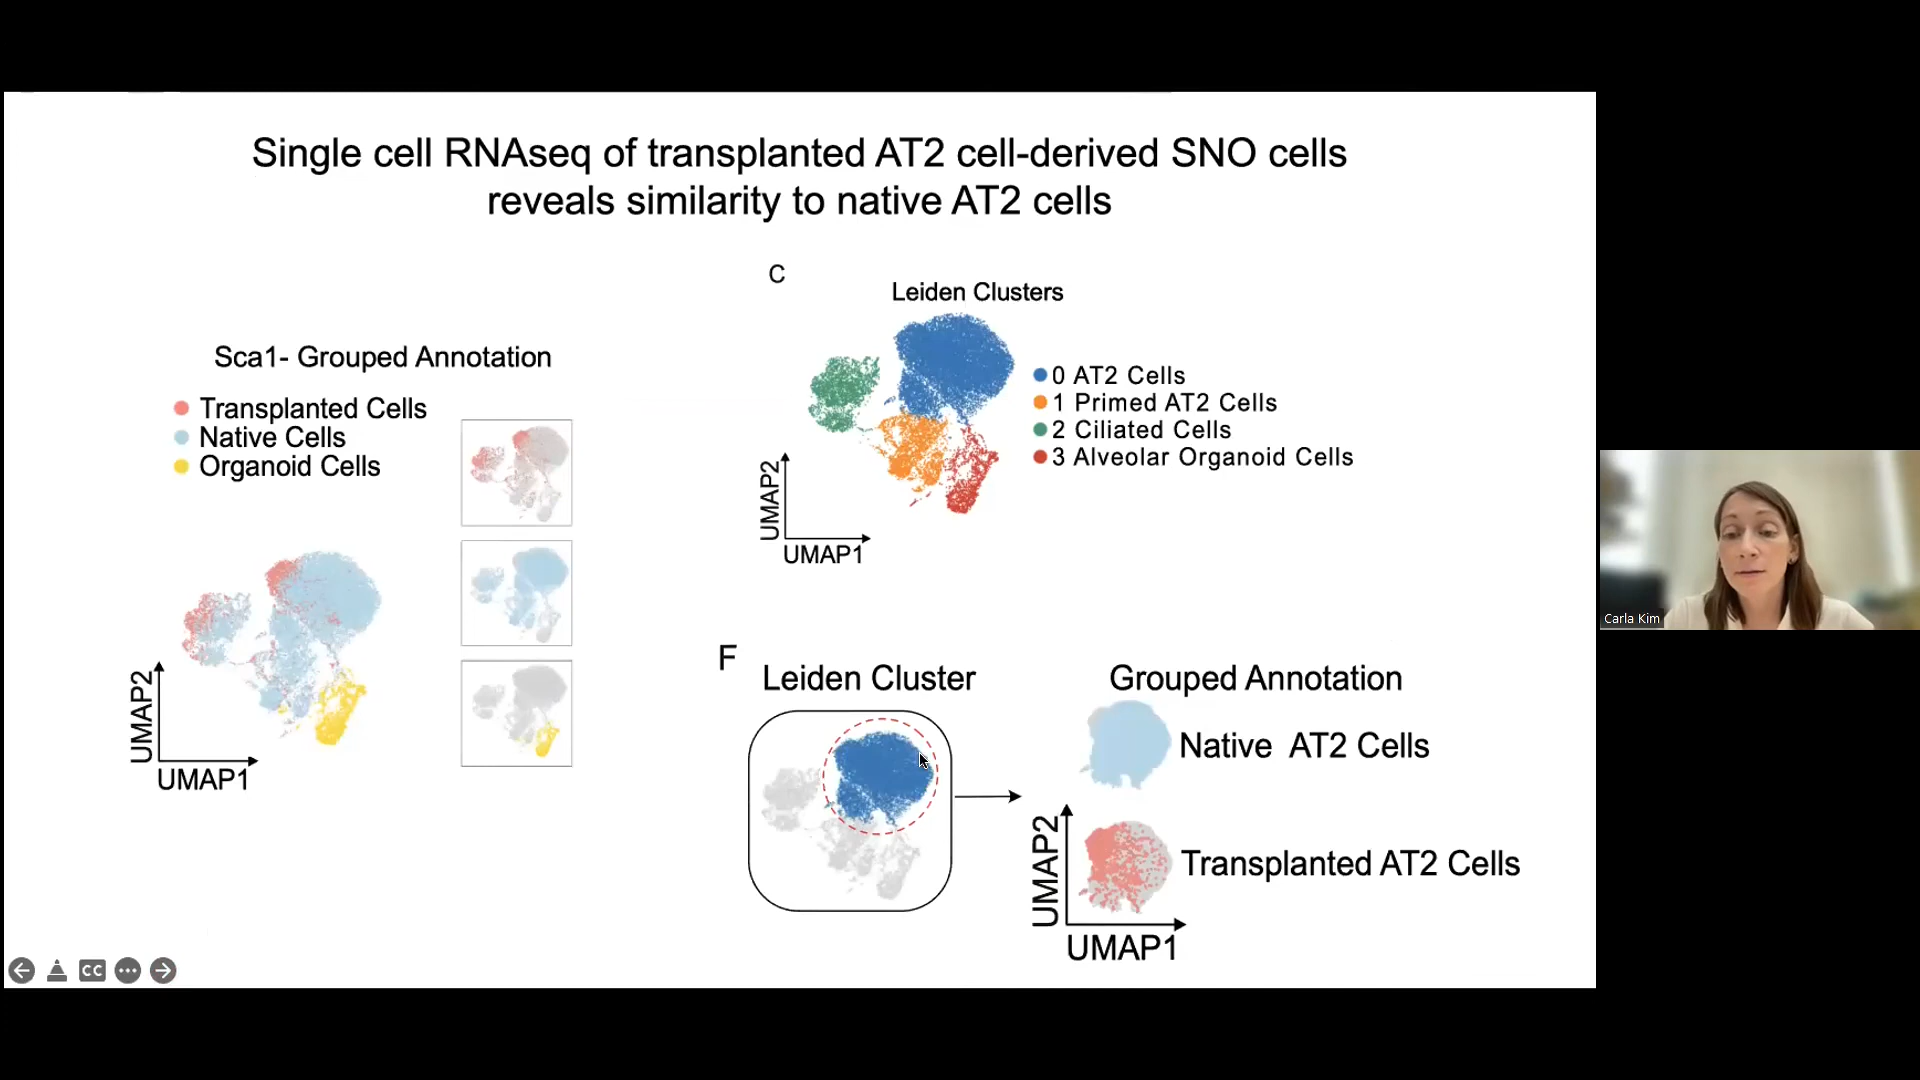 Single cell RNAseq of transplanted AT2 cell-derived SNO cells
reveals similarity to native AT2 cells
Sca1- Grouped Annotation
Transplanted Cells
Native Cells
Organoid Cells
UMAP2
UMAP1
C
Leiden Clusters
0 AT2 Cells
1 Primed AT2 Cells
2 Ciliated Cells
3 Alveolar Organoid Cells
UMAP2
UMAP1
F
Leiden Cluster
Grouped Annotation
Native AT2 Cells
Transplanted AT2 Cells
UMAP2
UMAP1
CC
Carla Kim